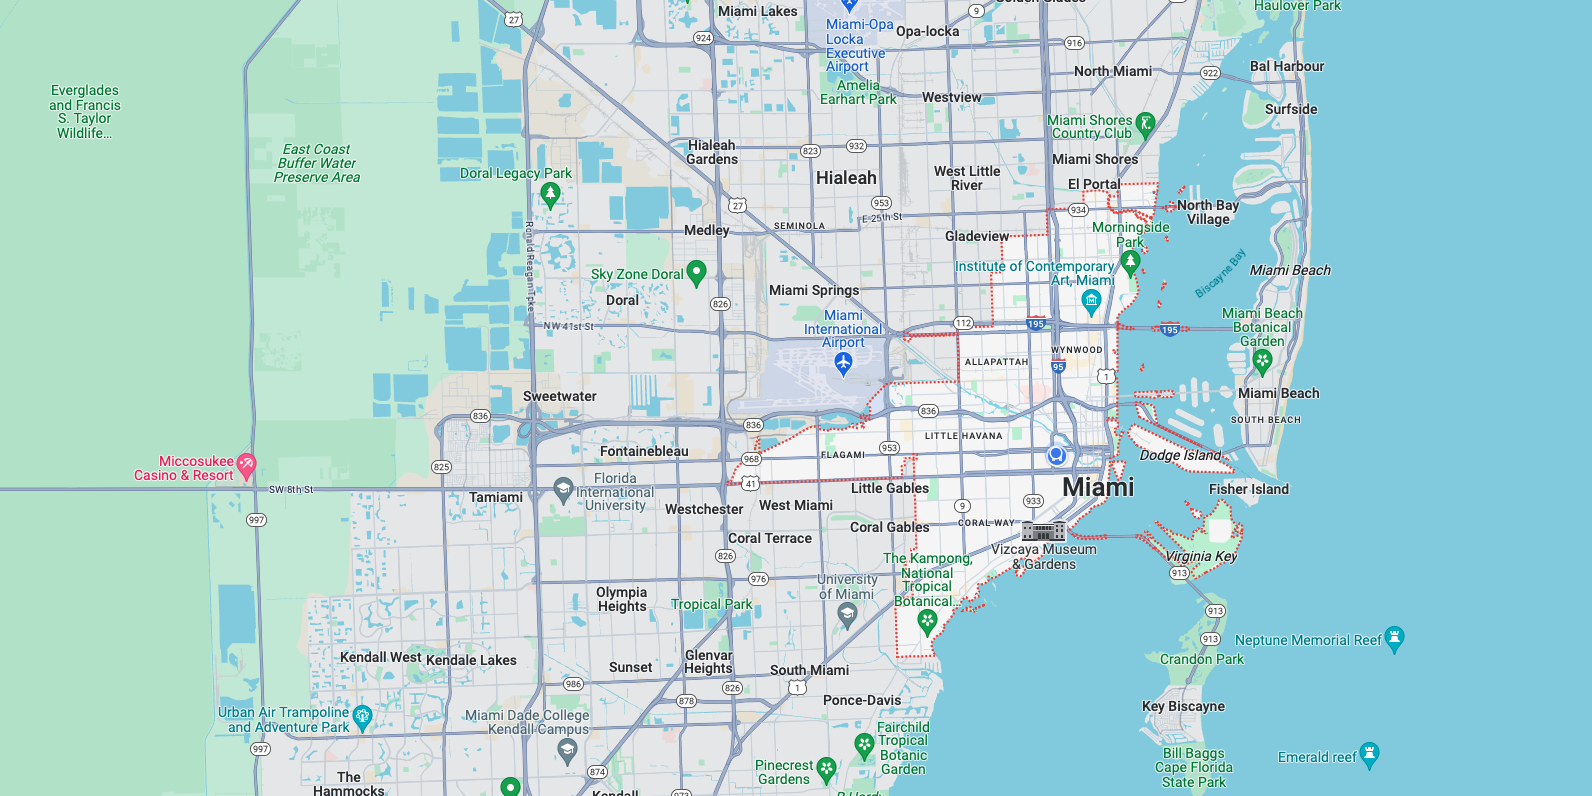 27
Miami Lakes
Golden Glades
9
Haulover Park
924
Miami-Opa
Locka
Executive
Airport
Opa-locka
916
North Miami
922
Bal Harbour
Everglades
and Francis
S. Taylor
Wildlife...
Amelia
Earhart Park
Westview
Surfside
Miami Shores
Country Club
East Coast
Buffer Water
Preserve Area
Hialeah
Gardens
823
932
Miami Shores
Doral Legacy Park
Hialeah
West Little
River
El Portal
27
953
934
North Bay
Village
E 25th St
Ronald Reagan Tpke
Medley
SEMINOLA
Gladeview
Morningside
Park
Sky Zone Doral
Doral
Institute of Contemporary
Art, Miami
Biscayne Bay
Miami Beach
Miami Springs
826
Miami
International
Airport
NW 41st St
112
195
195
Miami Beach
Botanical
Garden
ALLAPATTAH
WYNWOOD
95
1
Sweetwater
Miami Beach
836
836
836
SOUTH BEACH
LITTLE HAVANA
Fontainebleau
953
FLAGAMI
968
Dodge Island
Miccosukee
Casino & Resort
825
Florida
International
University
41
SW 8th St
Tamiami
Little Gables
Miami
Fisher Island
Westchester
West Miami
9
933
997
Coral Gables
CORAL WAY
Coral Terrace
Vizcaya Museum
& Gardens
826
Virginia Key
The Kampong,
National
Tropical
Botanical...
913
976
University
of Miami
Olympia
Heights
Tropical Park
913
913
Neptune Memorial Reef
Kendall West
Kendale Lakes
Sunset
Glenvar
Heights
South Miami
Crandon Park
986
826
1
878
Ponce-Davis
Key Biscayne
Urban Air Trampoline
and Adventure Park
Miami Dade College
Kendall Campus
Fairchild
Tropical
Botanic
Garden
997
Pinecrest
Gardens
Bill Baggs
Cape Florida
State Park
Emerald reef
874
The
Hammocks
Kendall
973